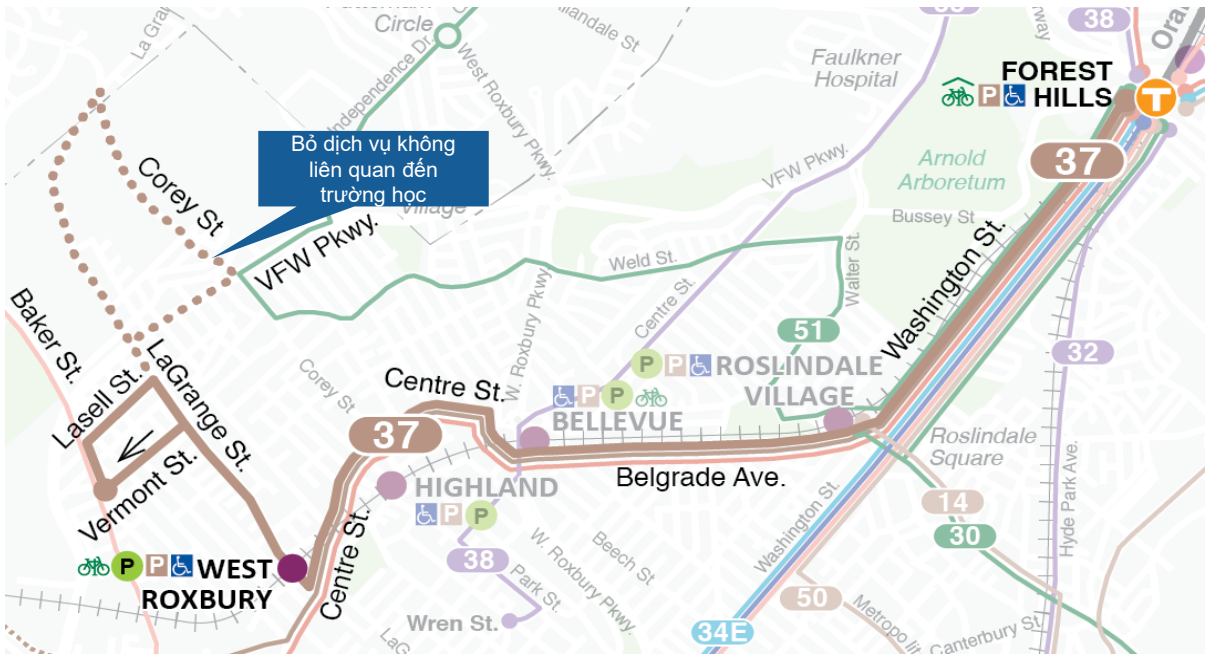 Putterham
Circle
La Grange
Independence Dr.
West Roxbury Pkwy.
38
FOREST
HILLS
P
T
37
Faulkner
Hospital
Arnold
Arboretum
Bussey St
Bỏ dịch vụ không
liên quan đến
trường học
Village
Corey St
VFW Pkwy.
VFW Pkwy.
Weld St.
Walter St.
Washington St.
W. Roxbury Pkwy
Centre St.
51
32
Baker St.
LaGrange St.
Lasell St.
Vermont St.
Corey St
Centre St.
37
P P ROSLINDALE
VILLAGE
P P
BELLEVUE
Belgrade Ave.
Roslindale
Square
HIGHLAND
P P
Centre St.
38
Park St.
Wren St.
W. Roxbury Pkwy.
Beech St
Washington St.
14
30
50
34E
Hyde Park Ave.
Canterbury St
P P WEST
ROXBURY